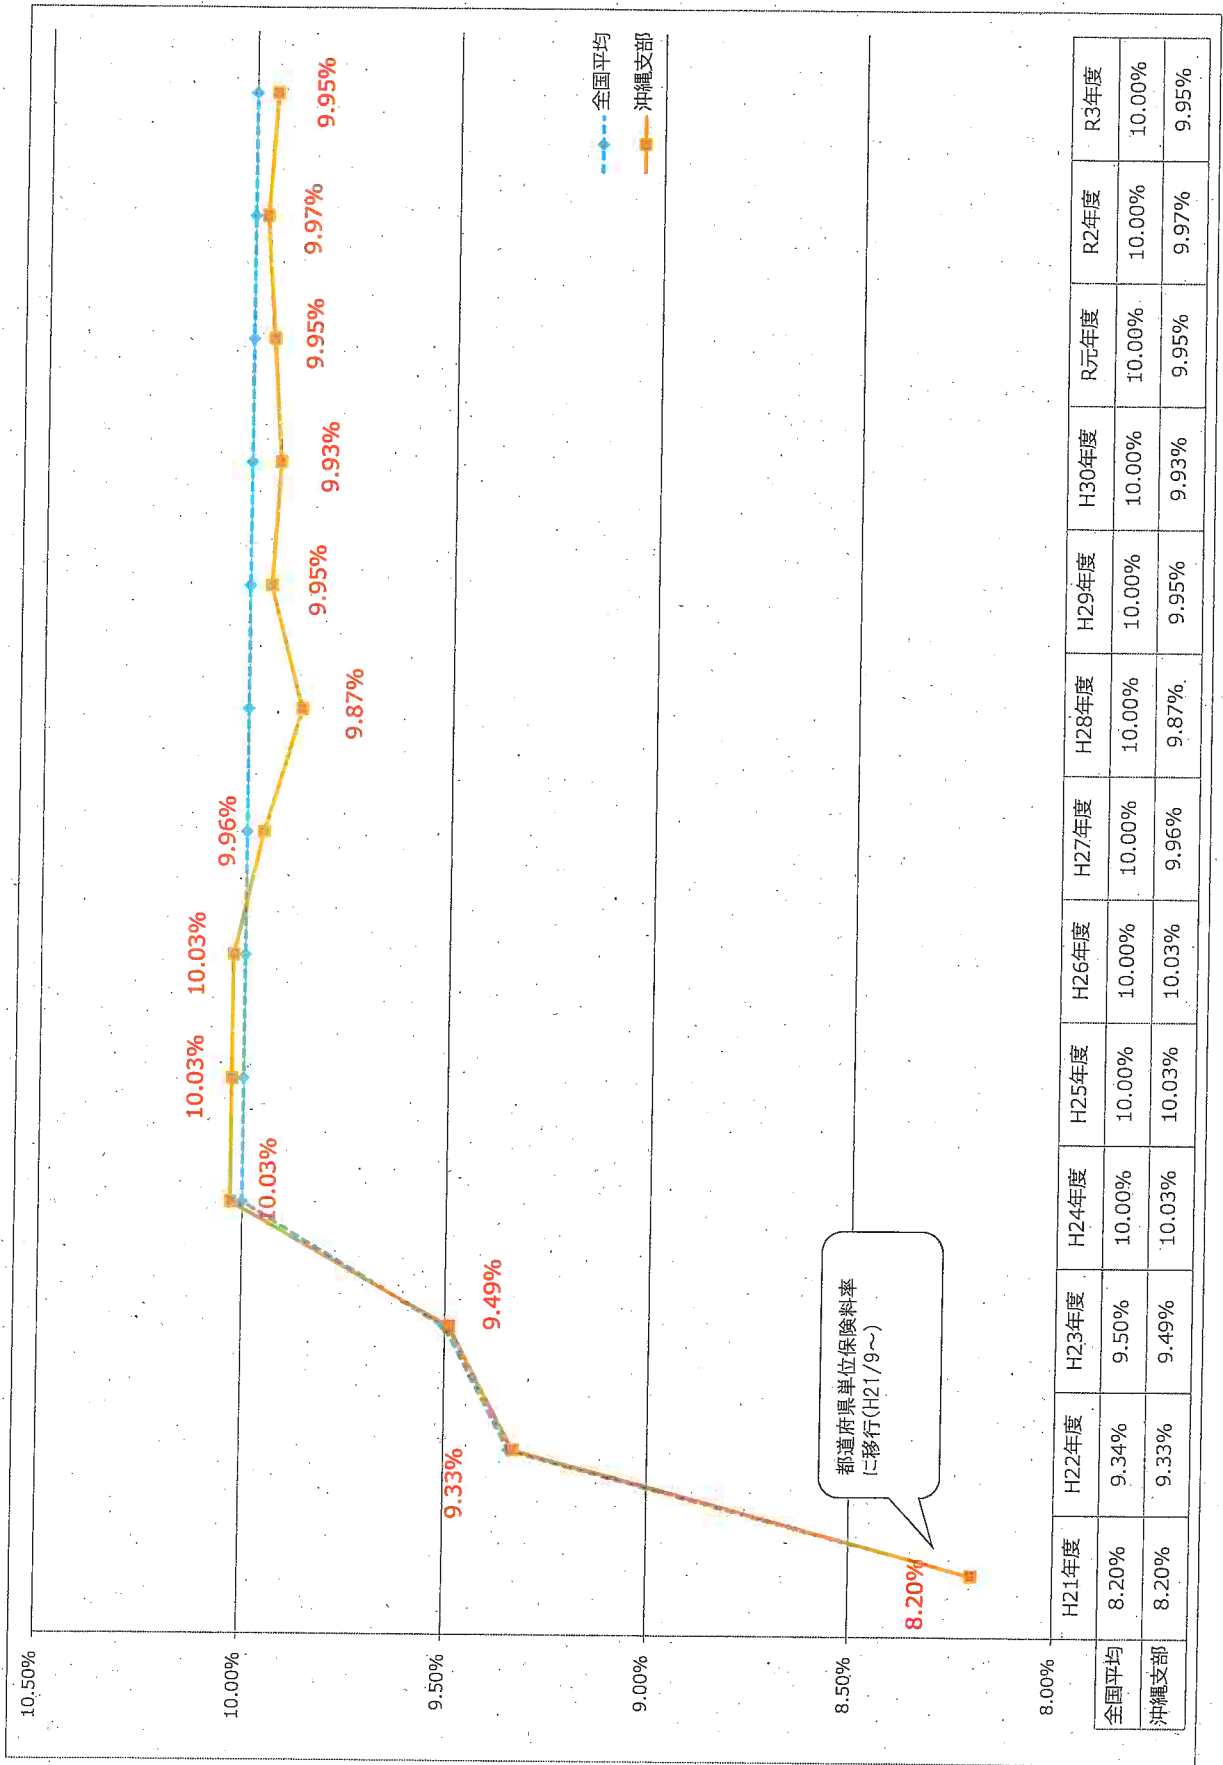 10.50%
10.00%
9.50%
9.00%
8.50%
8.00%
8.20%
9.33%
9.49%
10.03%
10.03%
10.03%
9.96%
9.87%
9.95%
9.93%
9.95%
9.97%
9.95%
全国平均
沖縄支部
都道府県単位保険料率
に移行(H21/9～)
H21年度 H22年度 H23年度 H24年度 H25年度 H26年度 H27年度 H28年度 H29年度 H30年度 R元年度 R2年度 R3年度
全国平均 8.20% 9.34% 9.50% 10.00% 10.00% 10.00% 10.00% 10.00% 10.00% 10.00% 10.00% 10.00% 10.00%
沖縄支部 8.20% 9.33% 9.49% 10.03% 10.03% 10.03% 9.96% 9.87% 9.95% 9.93% 9.95% 9.97% 9.95%